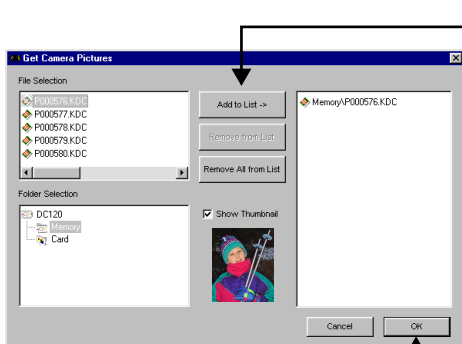 Get Camera Pictures
File Selection
P000576.KDC
P000577.KDC
P000578.KDC
P000579.KDC
P000580.KDC
Add to List ->
Remove from List
Remove All from List
Memory\P000576.KDC
Folder Selection
DC120
Memory
Card
Show Thumbnail
Cancel
OK